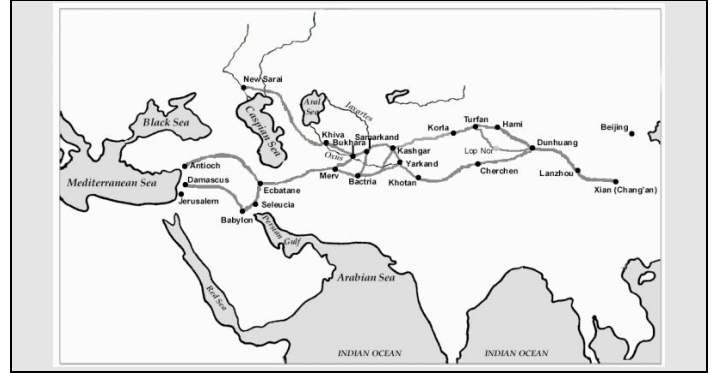 New Sarai
Black Sea
Caspian Sea
Aral Sea
Jaxartes
Khiva
Bukhara
Samarkand
Oxus
Merv
Bactria
Kashgar
Yarkand
Khotan
Korla
Turfan
Hami
Lop Nor
Cherchen
Dunhuang
Beijing
Lanzhou
Xian (Chang'an)
Antioch
Mediterranean Sea
Damascus
Jerusalem
Ecbatane
Seleucia
Babylon
Persian Gulf
Red Sea
Arabian Sea
INDIAN OCEAN
INDIAN OCEAN